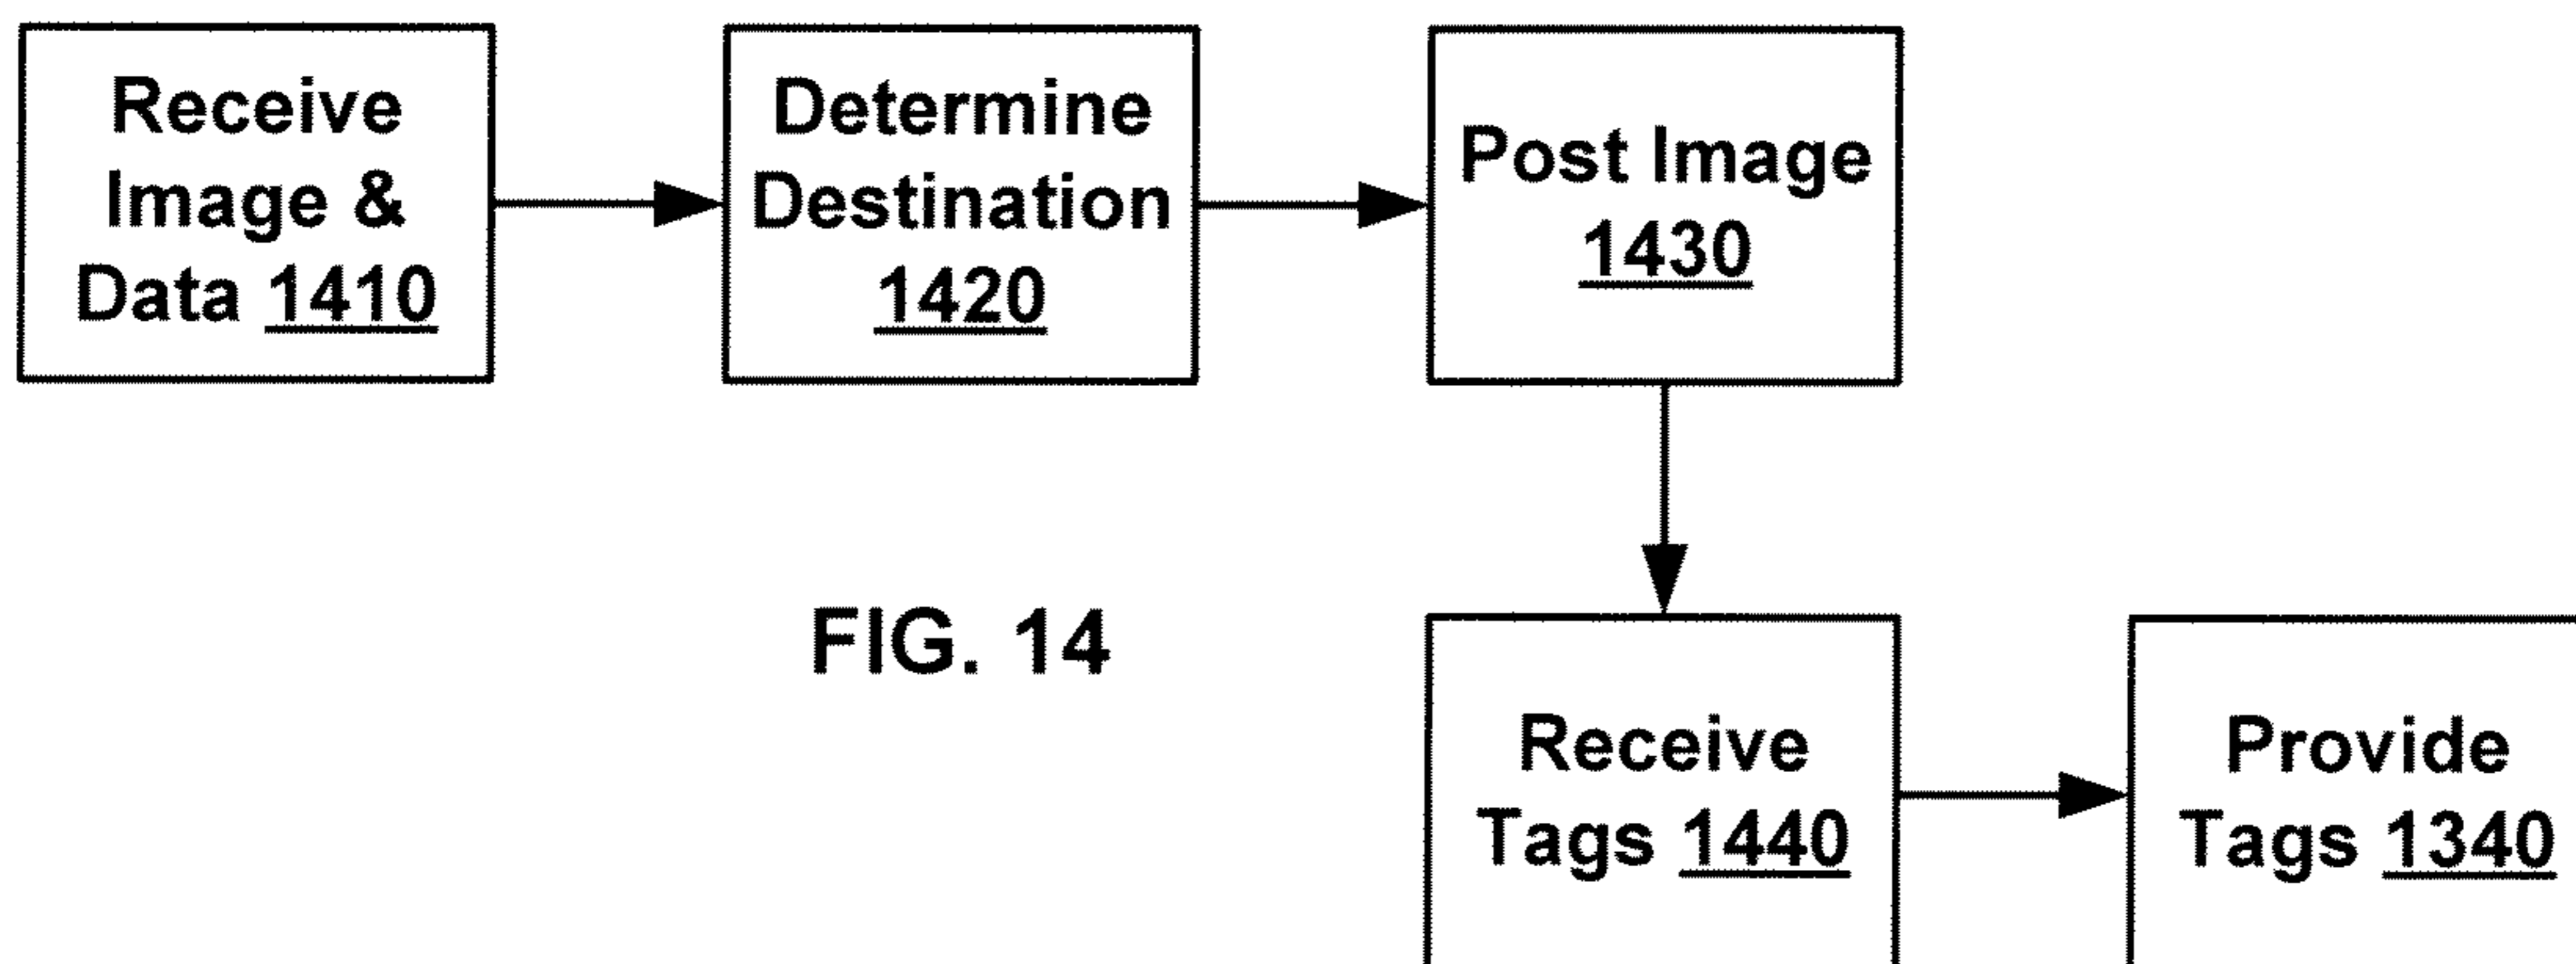 Receive
Image &
Data 1410
Determine
Destination
1420
Post Image
1430
FIG. 14
Receive
Tags 1440
Provide
Tags 1340